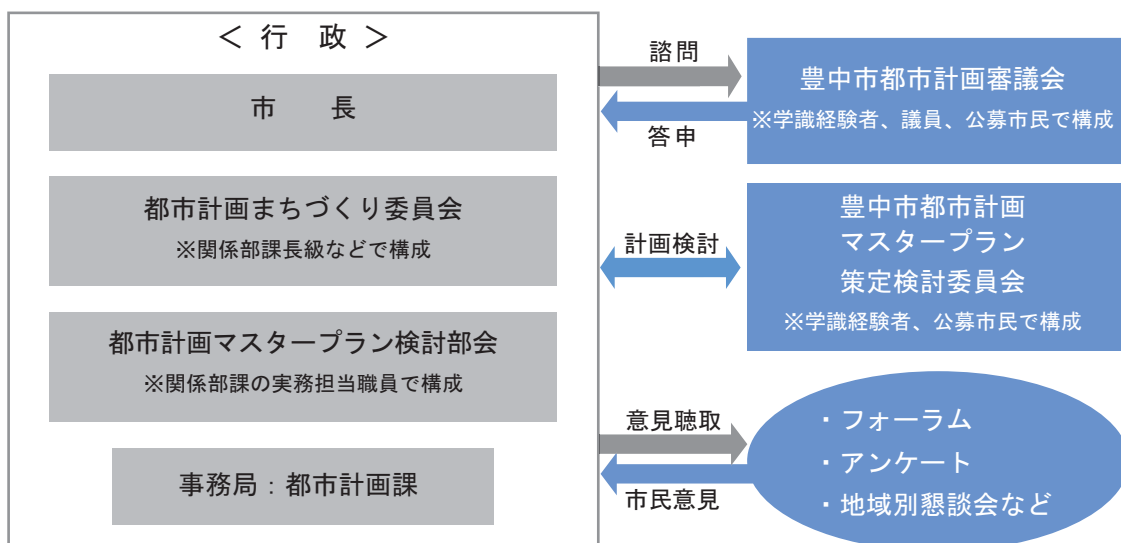 ＜ 行　政 ＞
市　　長
都市計画まちづくり委員会
※関係部課長級などで構成
都市計画マスタープラン検討部会
※関係部課の実務担当職員で構成
事務局：都市計画課
諮問
答申
計画検討
意見聴取
市民意見
豊中市都市計画審議会
※学識経験者、議員、公募市民で構成
豊中市都市計画
マスタープラン
策定検討委員会
※学識経験者、公募市民で構成
・フォーラム
・アンケート
・地域別懇談会など